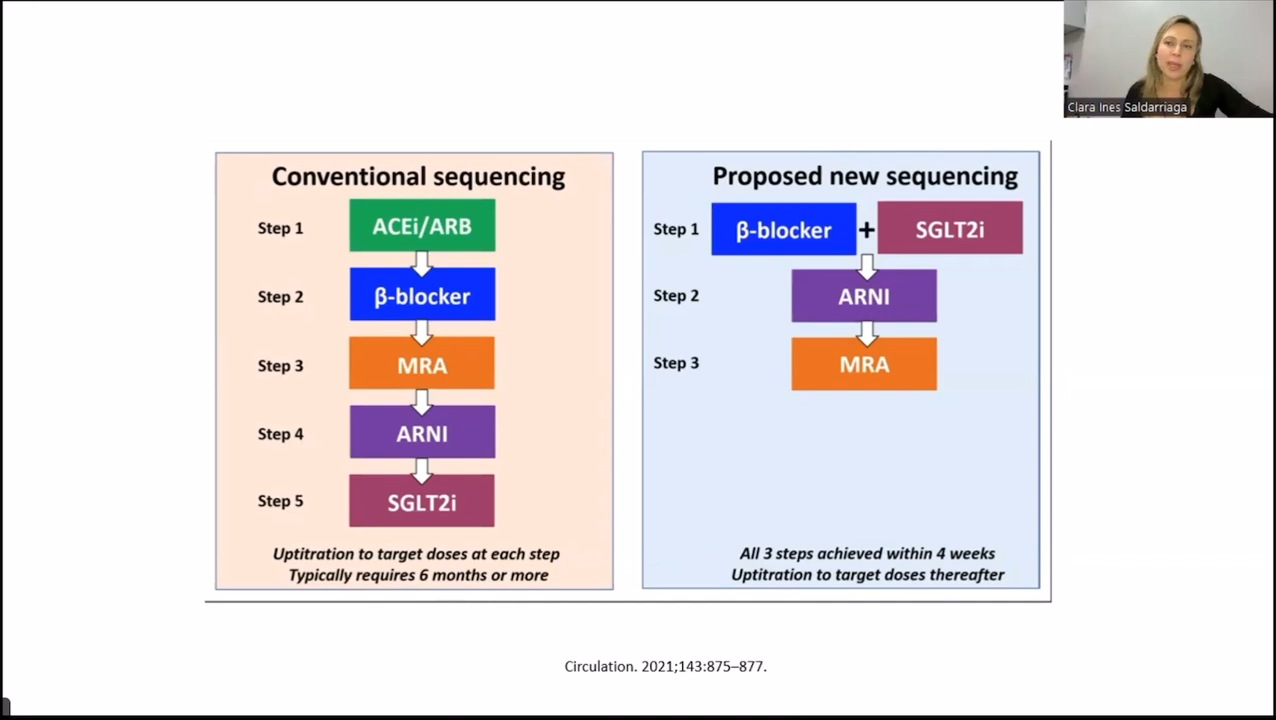 Clara Ines Saldarriaga
Conventional sequencing
Step 1
ACEi/ARB
Step 2
β-blocker
Step 3
MRA
Step 4
ARNI
Step 5
SGLT2i
Uptitration to target doses at each step
Typically requires 6 months or more
Proposed new sequencing
Step 1
β-blocker + SGLT2i
Step 2
ARNI
Step 3
MRA
All 3 steps achieved within 4 weeks
Uptitration to target doses thereafter
Circulation. 2021;143:875–877.